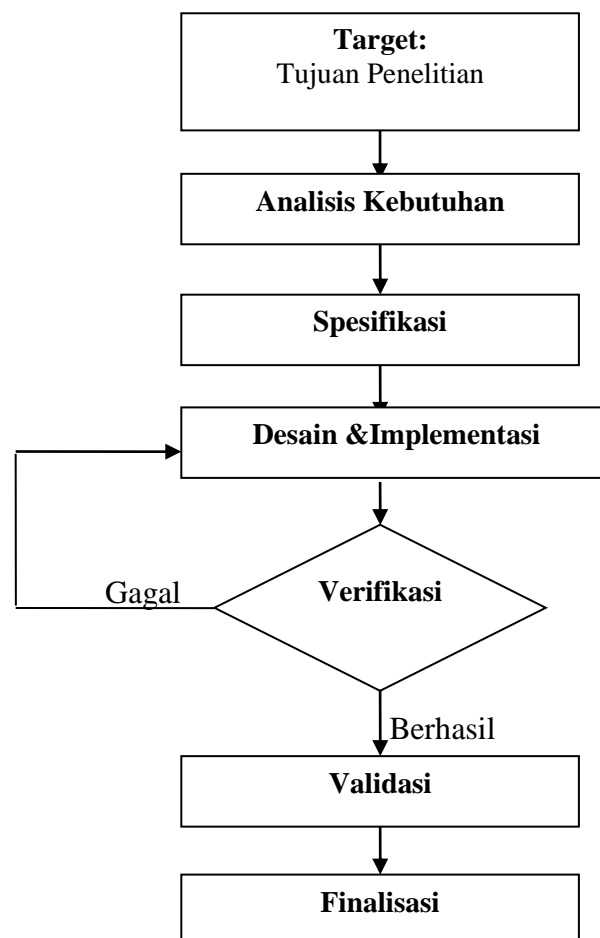 Target:
Tujuan Penelitian
Analisis Kebutuhan
Spesifikasi
Desain &Implementasi
Verifikasi
Gagal
Berhasil
Validasi
Finalisasi